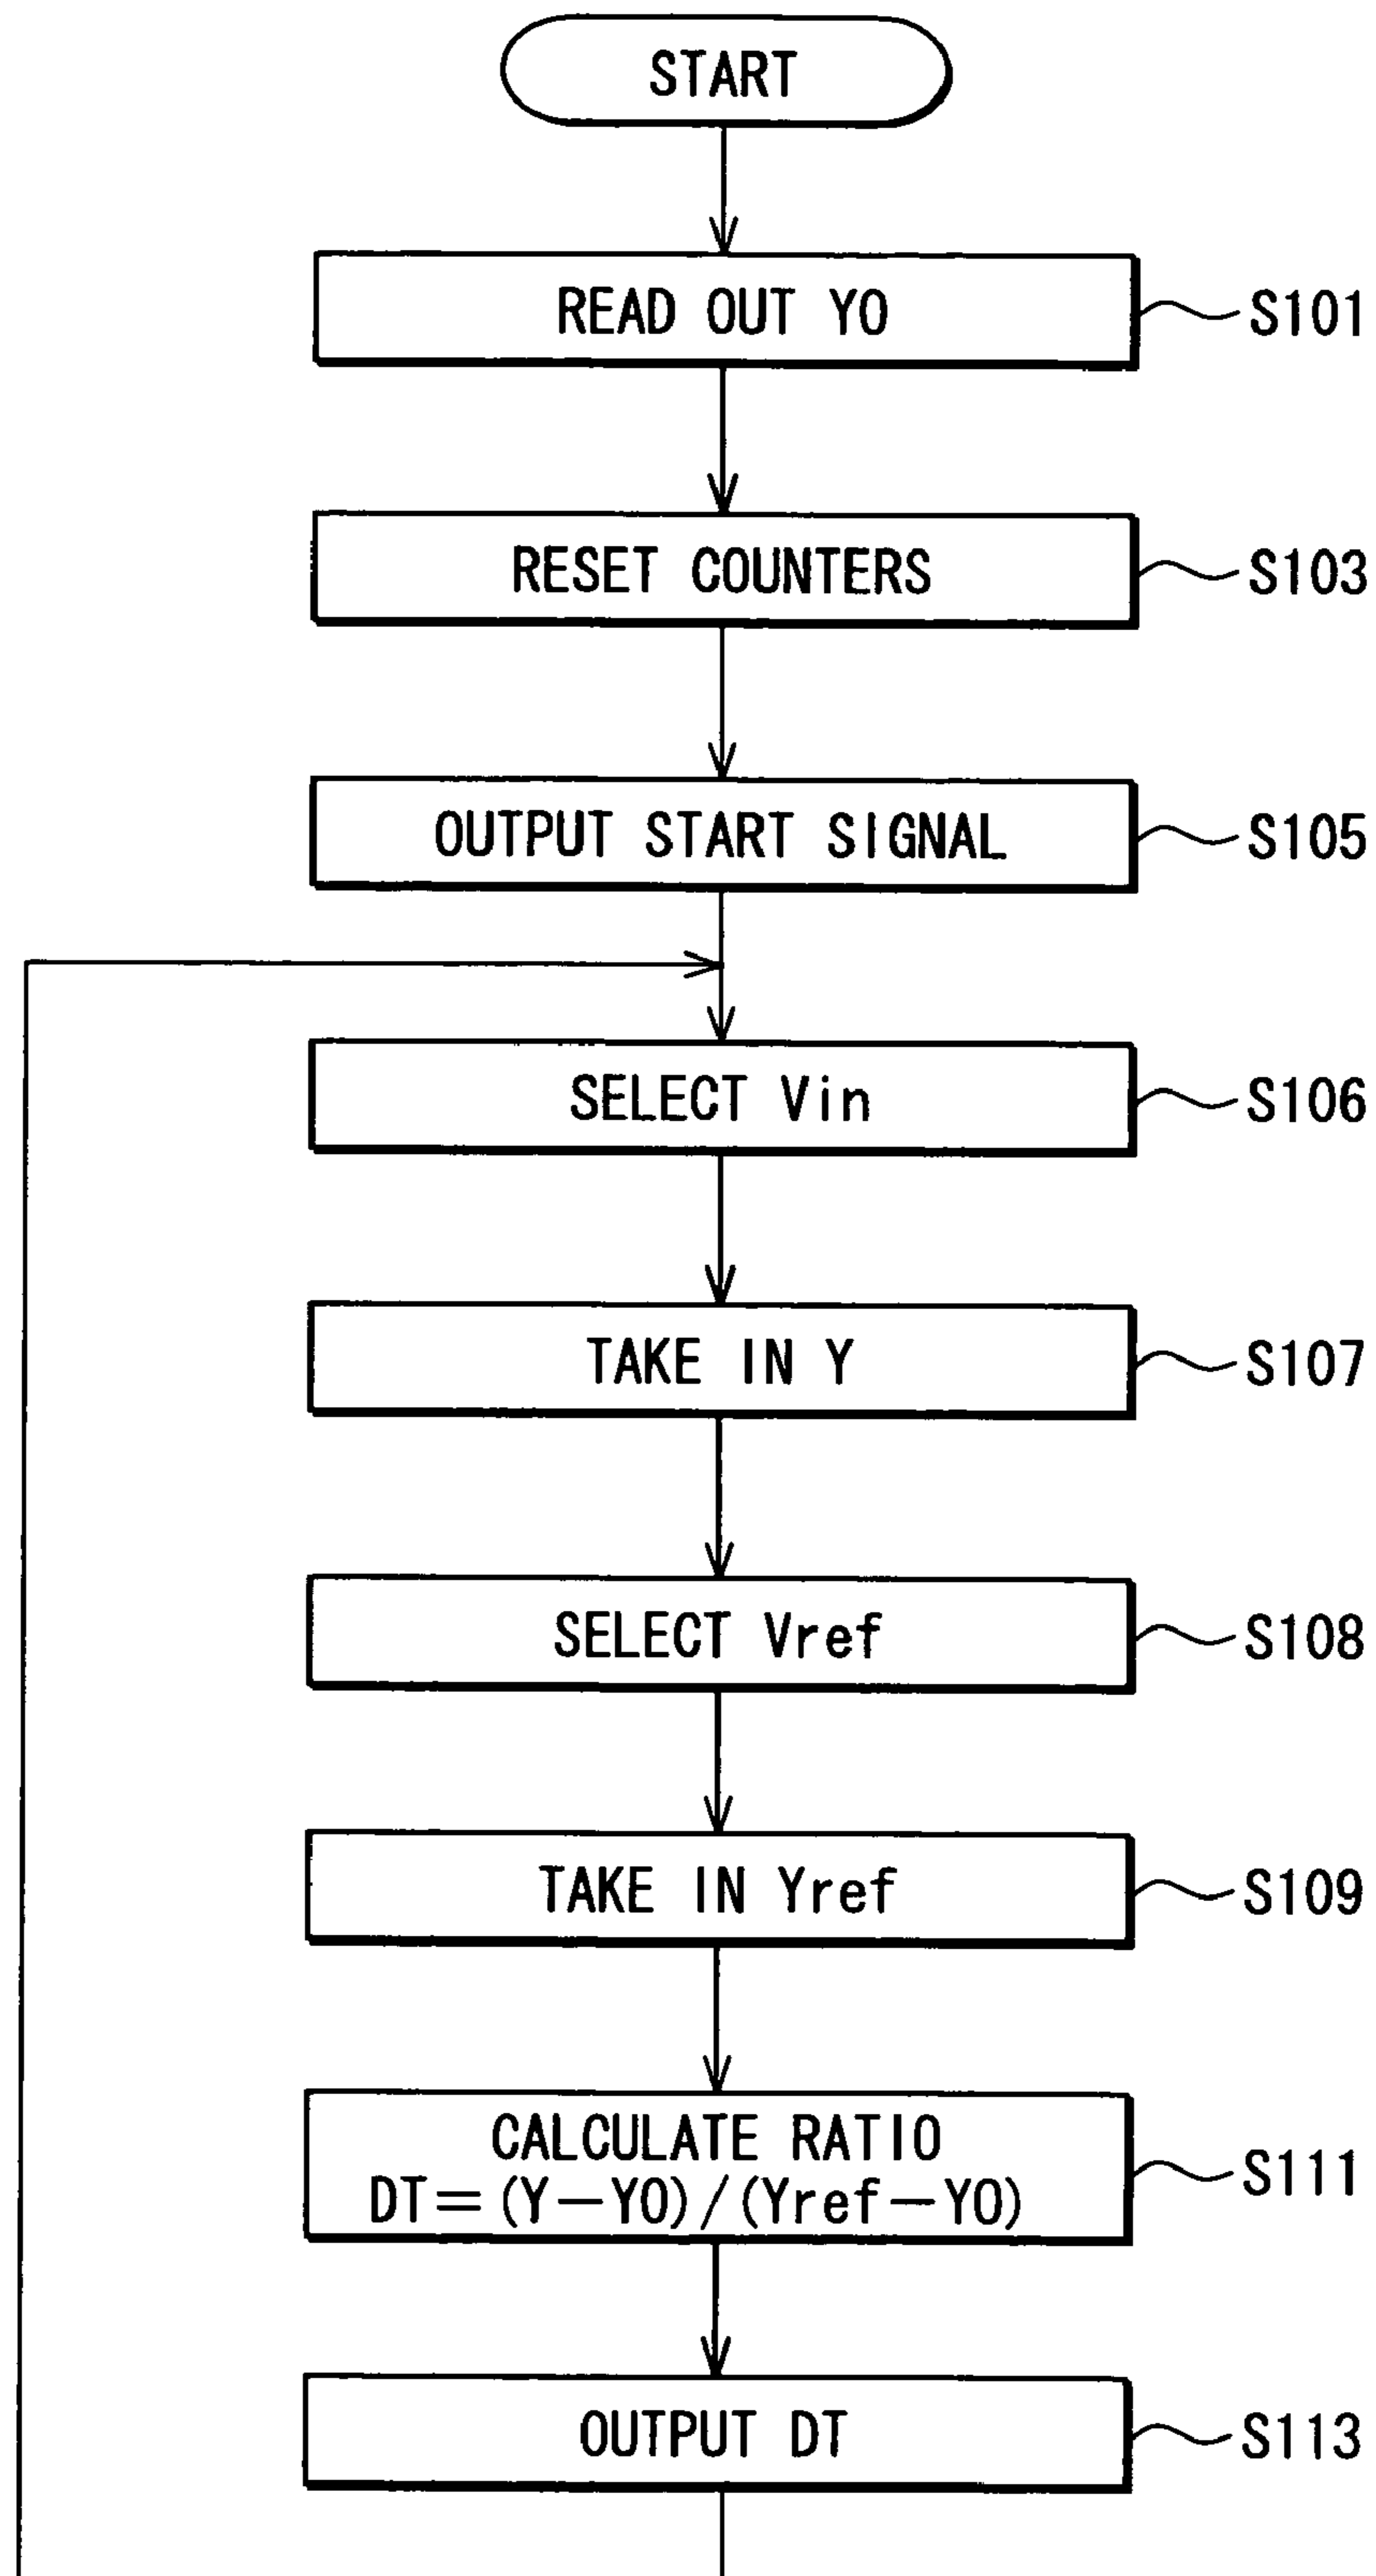 START
READ OUT Y0
S101
RESET COUNTERS
S103
OUTPUT START SIGNAL
S105
SELECT Vin
S106
TAKE IN Y
S107
SELECT Vref
S108
TAKE IN Yref
S109
CALCULATE RATIO
DT=(Y-Y0)/(Yref-Y0)
S111
OUTPUT DT
S113